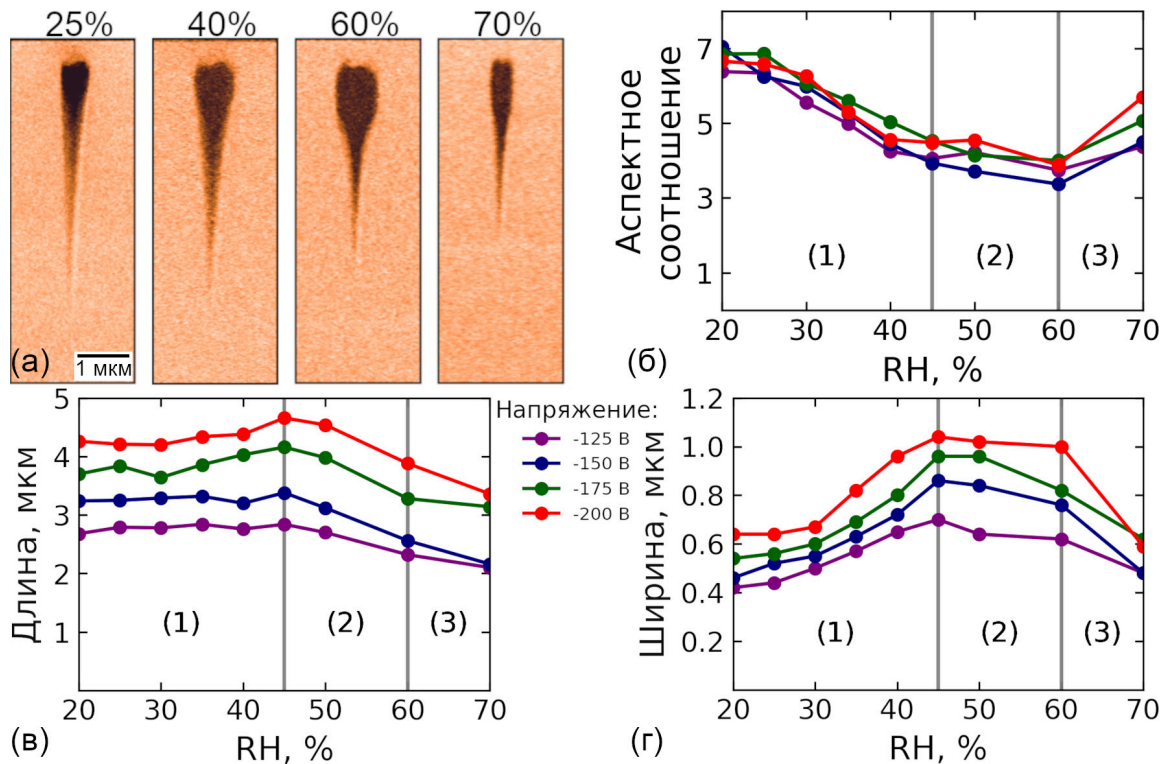 25% 40% 60% 70%
(а)
1 мкм
Аспектное
соотношение
7
5
3
1
(1) (2) (3)
20 30 40 50 60 70
RH, %
(б)
Длина, мкм
5
4
3
2
1
(1) (2) (3)
20 30 40 50 60 70
RH, %
(в)
Напряжение:
-125 В
-150 В
-175 В
-200 В
Ширина, мкм
1.2
1.0
0.8
0.6
0.4
0.2
(1) (2) (3)
20 30 40 50 60 70
RH, %
(г)